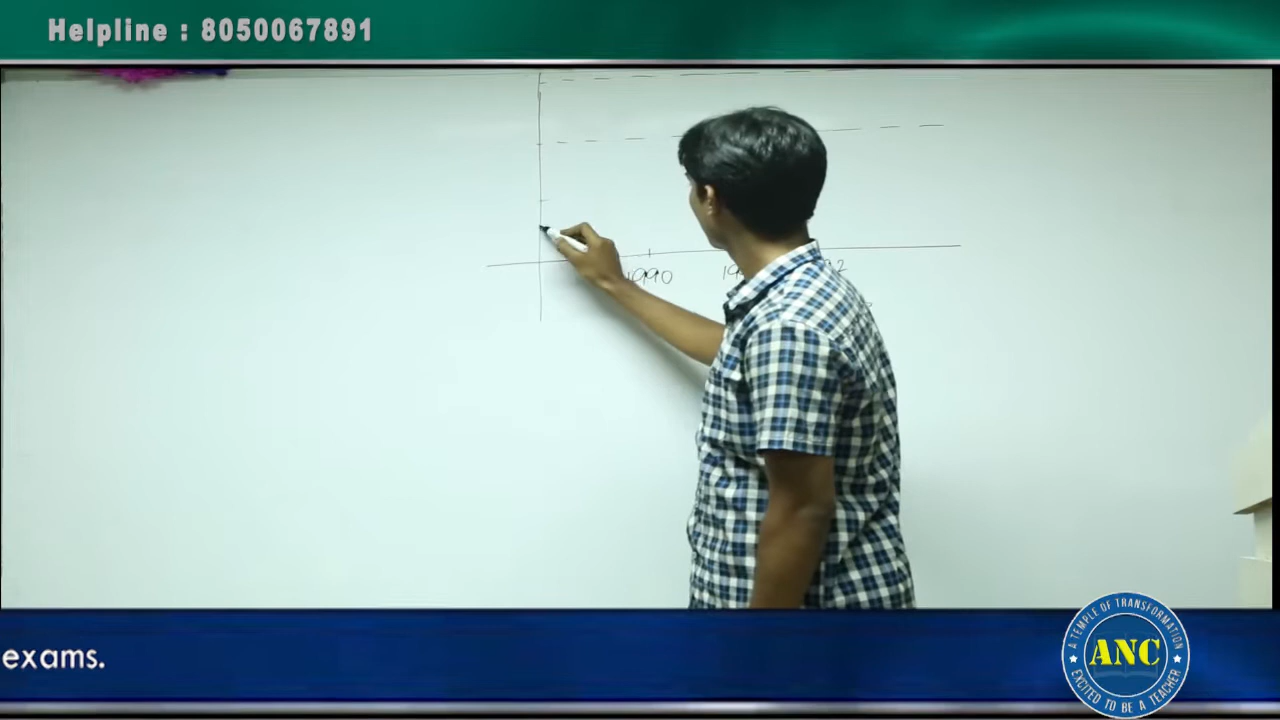 Helpline : 8050067891
1990
exams.
A TEMPLE OF TRANSFORMATION
ANC
EXCITED TO BE A TEACHER